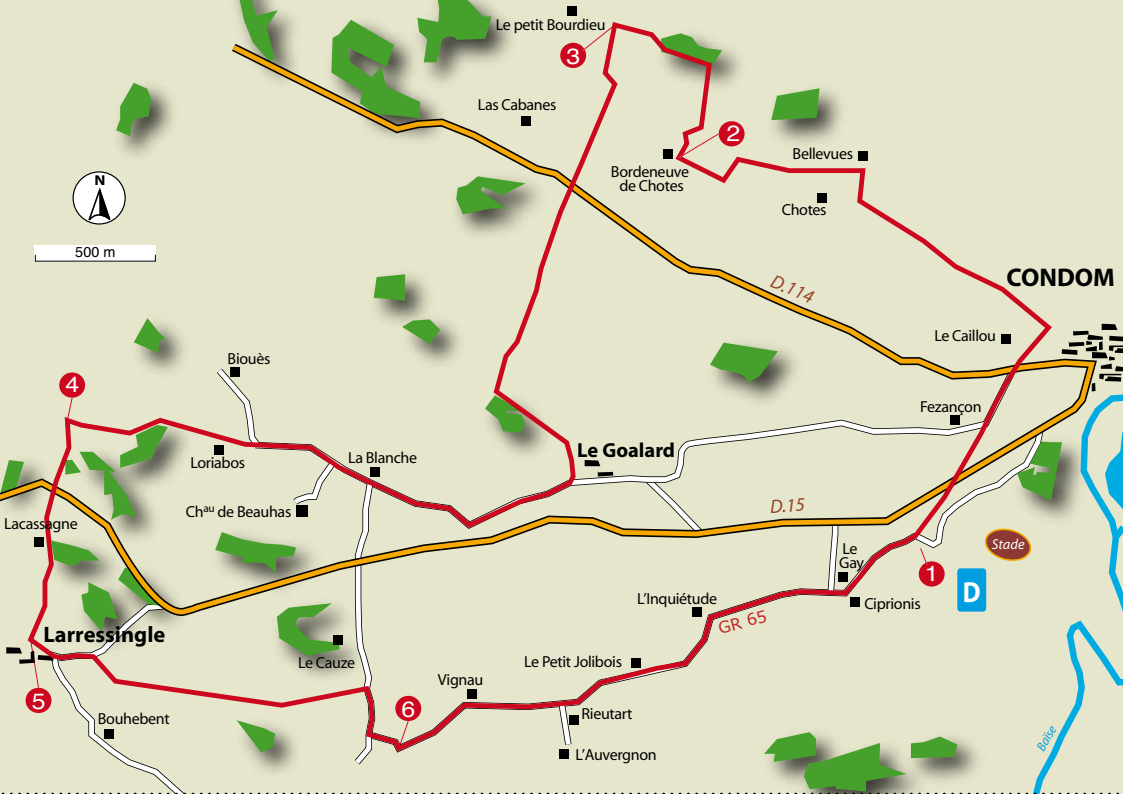 Le petit Bourdieu
3
Las Cabanes
2
Bordeneuve
de Chotes
Bellevues
Chotes
N
500 m
CONDOM
D.114
Le Caillou
Biouès
4
Fezançon
Loriabos
La Blanche
Le Goalard
Chau de Beauhas
D.15
Lacassagne
Stade
Le
Gay
1
D
Ciprionis
L'Inquiétude
GR 65
Larressingle
Le Cauze
Le Petit Jolibois
Vignau
5
6
Bouhebent
Rieutart
L'Auvergnon
Baïse